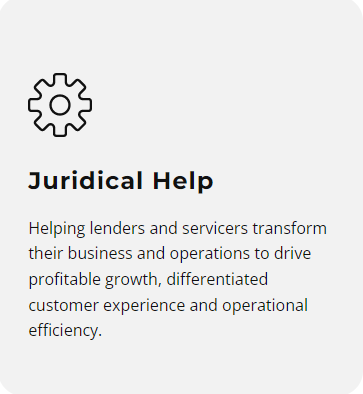 Juridical Help
Helping lenders and servicers transform
their business and operations to drive
profitable growth, differentiated
customer experience and operational
efficiency.